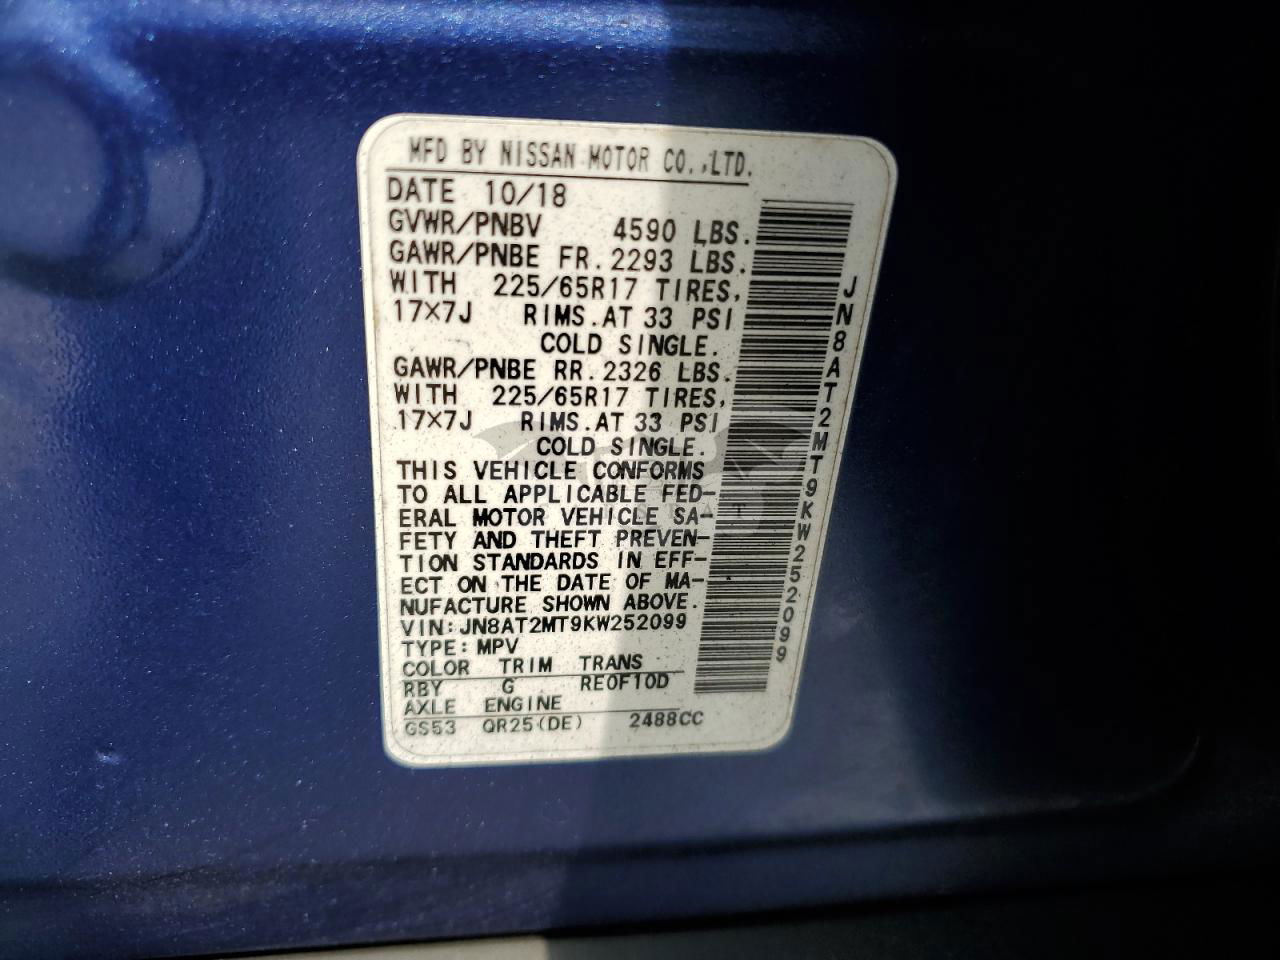 MFD BY NISSAN MOTOR CO.,LTD.
DATE 10/18
GVWR/PNBV 4590 LBS.
GAWR/PNBE FR. 2293 LBS.
WITH 225/65R17 TIRES,
17×7J RIMS.AT 33 PSI
COLD SINGLE.
GAWR/PNBE RR. 2326 LBS.
WITH 225/65R17 TIRES,
17×7J RIMS.AT 33 PSI
COLD SINGLE.
THIS VEHICLE CONFORMS
TO ALL APPLICABLE FED-
ERAL MOTOR VEHICLE SA-
FETY AND THEFT PREVEN-
TION STANDARDS IN EFF-
ECT ON THE DATE OF MA-
NUFACTURE SHOWN ABOVE.
VIN: JN8AT2MT9KW252099
TYPE: MPV
COLOR TRIM TRANS
RBY G RE0F10D
AXLE ENGINE
GS53 QR25(DE) 2488CC
JN8AT2MT9KW252099